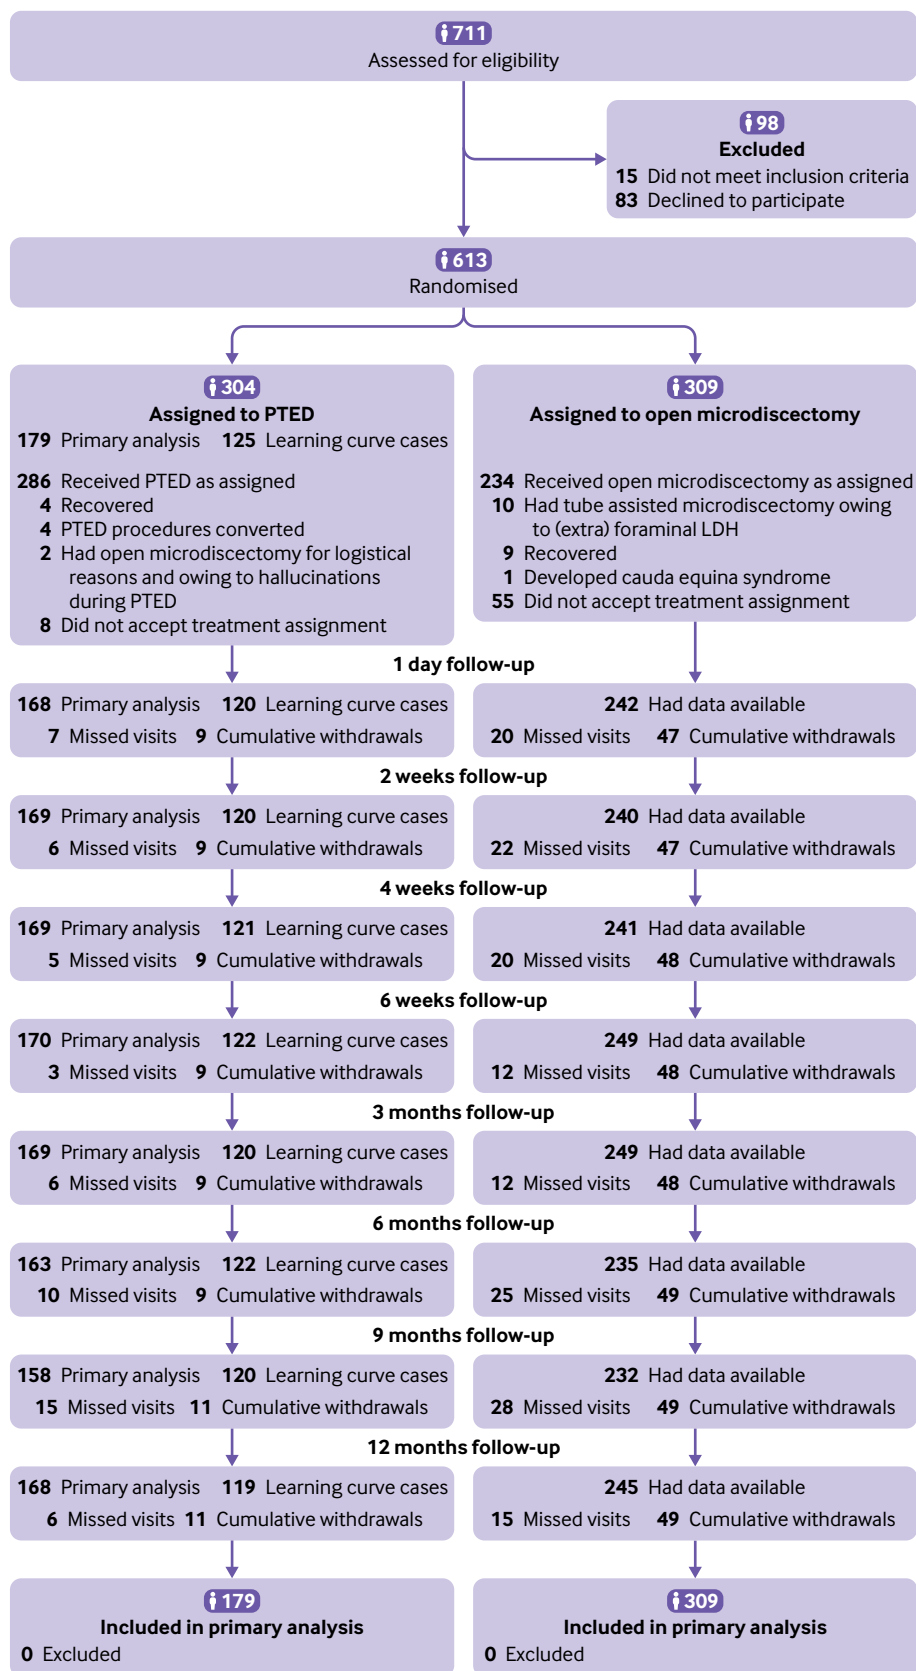 711
Assessed for eligibility
98
Excluded
15 Did not meet inclusion criteria
83 Declined to participate
613
Randomised
304
Assigned to PTED
179 Primary analysis 125 Learning curve cases
286 Received PTED as assigned
4 Recovered
4 PTED procedures converted
2 Had open microdiscectomy for logistical
reasons and owing to hallucinations
during PTED
8 Did not accept treatment assignment
309
Assigned to open microdiscectomy
234 Received open microdiscectomy as assigned
10 Had tube assisted microdiscectomy owing
to (extra) foraminal LDH
9 Recovered
1 Developed cauda equina syndrome
55 Did not accept treatment assignment
1 day follow-up
168 Primary analysis 120 Learning curve cases
7 Missed visits 9 Cumulative withdrawals
242 Had data available
20 Missed visits 47 Cumulative withdrawals
2 weeks follow-up
169 Primary analysis 120 Learning curve cases
6 Missed visits 9 Cumulative withdrawals
240 Had data available
22 Missed visits 47 Cumulative withdrawals
4 weeks follow-up
169 Primary analysis 121 Learning curve cases
5 Missed visits 9 Cumulative withdrawals
241 Had data available
20 Missed visits 48 Cumulative withdrawals
6 weeks follow-up
170 Primary analysis 122 Learning curve cases
3 Missed visits 9 Cumulative withdrawals
249 Had data available
12 Missed visits 48 Cumulative withdrawals
3 months follow-up
169 Primary analysis 120 Learning curve cases
6 Missed visits 9 Cumulative withdrawals
249 Had data available
12 Missed visits 48 Cumulative withdrawals
6 months follow-up
163 Primary analysis 122 Learning curve cases
10 Missed visits 9 Cumulative withdrawals
235 Had data available
25 Missed visits 49 Cumulative withdrawals
9 months follow-up
158 Primary analysis 120 Learning curve cases
15 Missed visits 11 Cumulative withdrawals
232 Had data available
28 Missed visits 49 Cumulative withdrawals
12 months follow-up
168 Primary analysis 119 Learning curve cases
6 Missed visits 11 Cumulative withdrawals
245 Had data available
15 Missed visits 49 Cumulative withdrawals
179
Included in primary analysis
0 Excluded
309
Included in primary analysis
0 Excluded